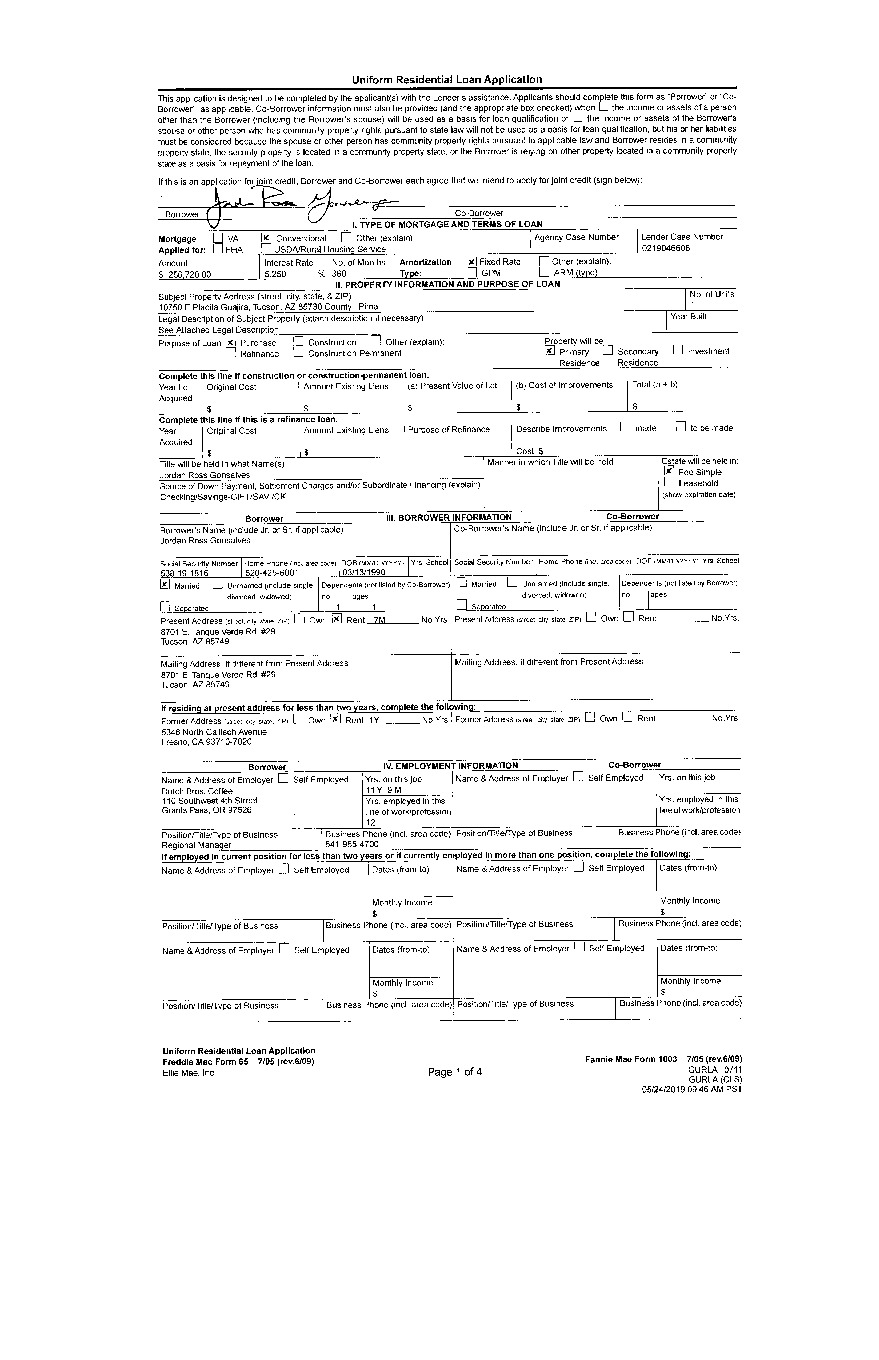 Uniform Residential Loan Application
This application is designed to be completed by the applicant(s) with the Lender's assistance. Applicants should complete this form as "Borrower" or "Co-
Borrower", as applicable. Co-Borrower information must also be provided (and the appropriate box checked) when the income or assets of a person
other than the Borrower (including the Borrower's spouse) will be used as a basis for loan qualification or the income or assets of the Borrower's
spouse or other person who has community property rights pursuant to state law will not be used as a basis for loan qualification, but his or her liabilities
must be considered because the spouse or other person has community property rights pursuant to applicable law and Borrower resides in a community
property state, the security property is located in a community property state, or the Borrower is relying on other property located in a community property
state as a basis for repayment of the loan.
If this is an application for joint credit, Borrower and Co-Borrower each agree that we intend to apply for joint credit (sign below):
Borrower Co-Borrower
I. TYPE OF MORTGAGE AND TERMS OF LOAN
Mortgage VA Conventional Other (explain) Agency Case Number Lender Case Number
Applied for: FHA USDA/Rural Housing Service
Amount Interest Rate No. of Months Amortization Fixed Rate Other (explain):
$ 5.250 % 360 Type: GPM ARM (type)
II. PROPERTY INFORMATION AND PURPOSE OF LOAN
Subject Property Address (street, city, state, & ZIP) No. of Units
10750 E Placita Guajira, Tucson, AZ 85730 County: Pima
Legal Description of Subject Property (attach description if necessary) Year Built
See Attached Legal Description
Purpose of Loan Purchase Construction Other (explain): Property will be
Refinance Construction-Permanent Primary Residence Secondary Residence Investment
Complete this line if construction or construction-permanent loan.
Year Lot Acquired Original Cost Amount Existing Liens (a) Present Value of Lot (b) Cost of Improvements Total (a + b)
$ $ $ $ $
Complete this line if this is a refinance loan.
Year Acquired Original Cost Amount Existing Liens Purpose of Refinance Describe Improvements made to be made
$ $ Cost $
Title will be held in what Name(s) Manner in which Title will be held Estate will be held in:
Jordan Ross Gonsalves Fee Simple
Source of Down Payment, Settlement Charges and/or Subordinate Financing (explain) Leasehold
Checking/Savings-GIFT/SAV/CK (show expiration date)
Borrower III. BORROWER INFORMATION Co-Borrower
Borrower's Name (include Jr. or Sr. if applicable) Co-Borrower's Name (include Jr. or Sr. if applicable)
Jordan Ross Gonsalves
Social Security Number Home Phone (incl. area code) DOB Yrs. School Social Security Number Home Phone (incl. area code) DOB Yrs. School
03/13/1990
Married Unmarried (include single, divorced, widowed) Dependents (not listed by Co-Borrower) Married Unmarried (include single, divorced, widowed) Dependents (not listed by Borrower)
Separated no. ages Separated no. ages
1 1
Present Address (street, city, state, ZIP) Own Rent 7M No. Yrs. Present Address (street, city, state, ZIP) Own Rent No. Yrs.
8701 E. Tanque Verde Rd. #29
Tucson, AZ 85749
Mailing Address, if different from Present Address Mailing Address, if different from Present Address
8701 E. Tanque Verde Rd. #29
Tucson, AZ 85749
If residing at present address for less than two years, complete the following:
Former Address (street, city, state, ZIP) Own Rent 1Y No. Yrs. Former Address (street, city, state, ZIP) Own Rent No. Yrs.
North Callisch Avenue
Fresno, CA
Borrower IV. EMPLOYMENT INFORMATION Co-Borrower
Name & Address of Employer Self Employed Yrs. on this job Name & Address of Employer Self Employed Yrs. on this job
Dutch Bros. Coffee 11 Y 9 M
110 Southwest 4th Street Yrs. employed in this line of work/profession Yrs. employed in this line of work/profession
Grants Pass, OR 97526 12
Position/Title/Type of Business Business Phone (incl. area code) Position/Title/Type of Business Business Phone (incl. area code)
Regional Manager 541-955-4700
If employed in current position for less than two years or if currently employed in more than one position, complete the following:
Name & Address of Employer Self Employed Dates (from-to) Name & Address of Employer Self Employed Dates (from-to)
Monthly Income Monthly Income
$ $
Position/Title/Type of Business Business Phone (incl. area code) Position/Title/Type of Business Business Phone (incl. area code)
Name & Address of Employer Self Employed Dates (from-to) Name & Address of Employer Self Employed Dates (from-to)
Monthly Income Monthly Income
$ $
Position/Title/Type of Business Business Phone (incl. area code) Position/Title/Type of Business Business Phone (incl. area code)
Uniform Residential Loan Application
Freddie Mac Form 65 7/05 (rev.6/09) Fannie Mae Form 1003 7/05 (rev.6/09)
Ellie Mae, Inc. Page 1 of 4 GURLA
GURLA (CLS)
05/24/2019 09:46 AM PST